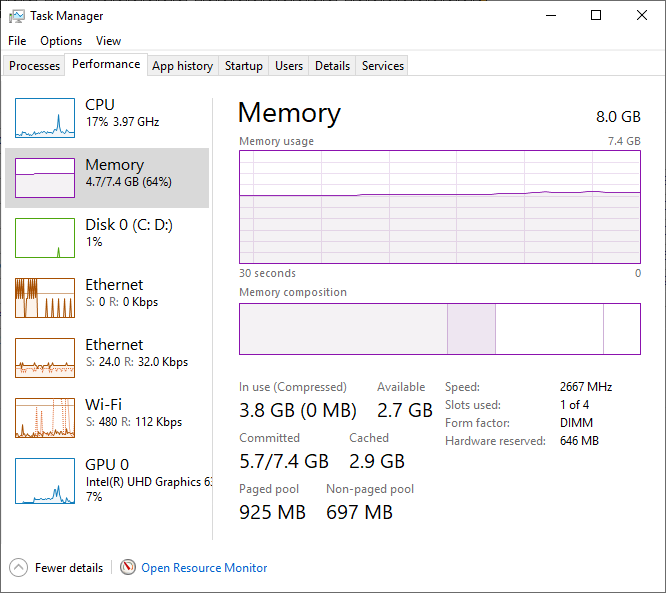 Task Manager
File Options View
Processes Performance App history Startup Users Details Services
CPU
17% 3.97 GHz
Memory
4.7/7.4 GB (64%)
Disk 0 (C: D:)
1%
Ethernet
S: 0 R: 0 Kbps
Ethernet
S: 24.0 R: 32.0 Kbps
Wi-Fi
S: 480 R: 112 Kbps
GPU 0
Intel(R) UHD Graphics 63
7%
Memory 8.0 GB
Memory usage 7.4 GB
30 seconds 0
Memory composition
In use (Compressed) Available
3.8 GB (0 MB) 2.7 GB
Committed Cached
5.7/7.4 GB 2.9 GB
Paged pool Non-paged pool
925 MB 697 MB
Speed: 2667 MHz
Slots used: 1 of 4
Form factor: DIMM
Hardware reserved: 646 MB
Fewer details Open Resource Monitor